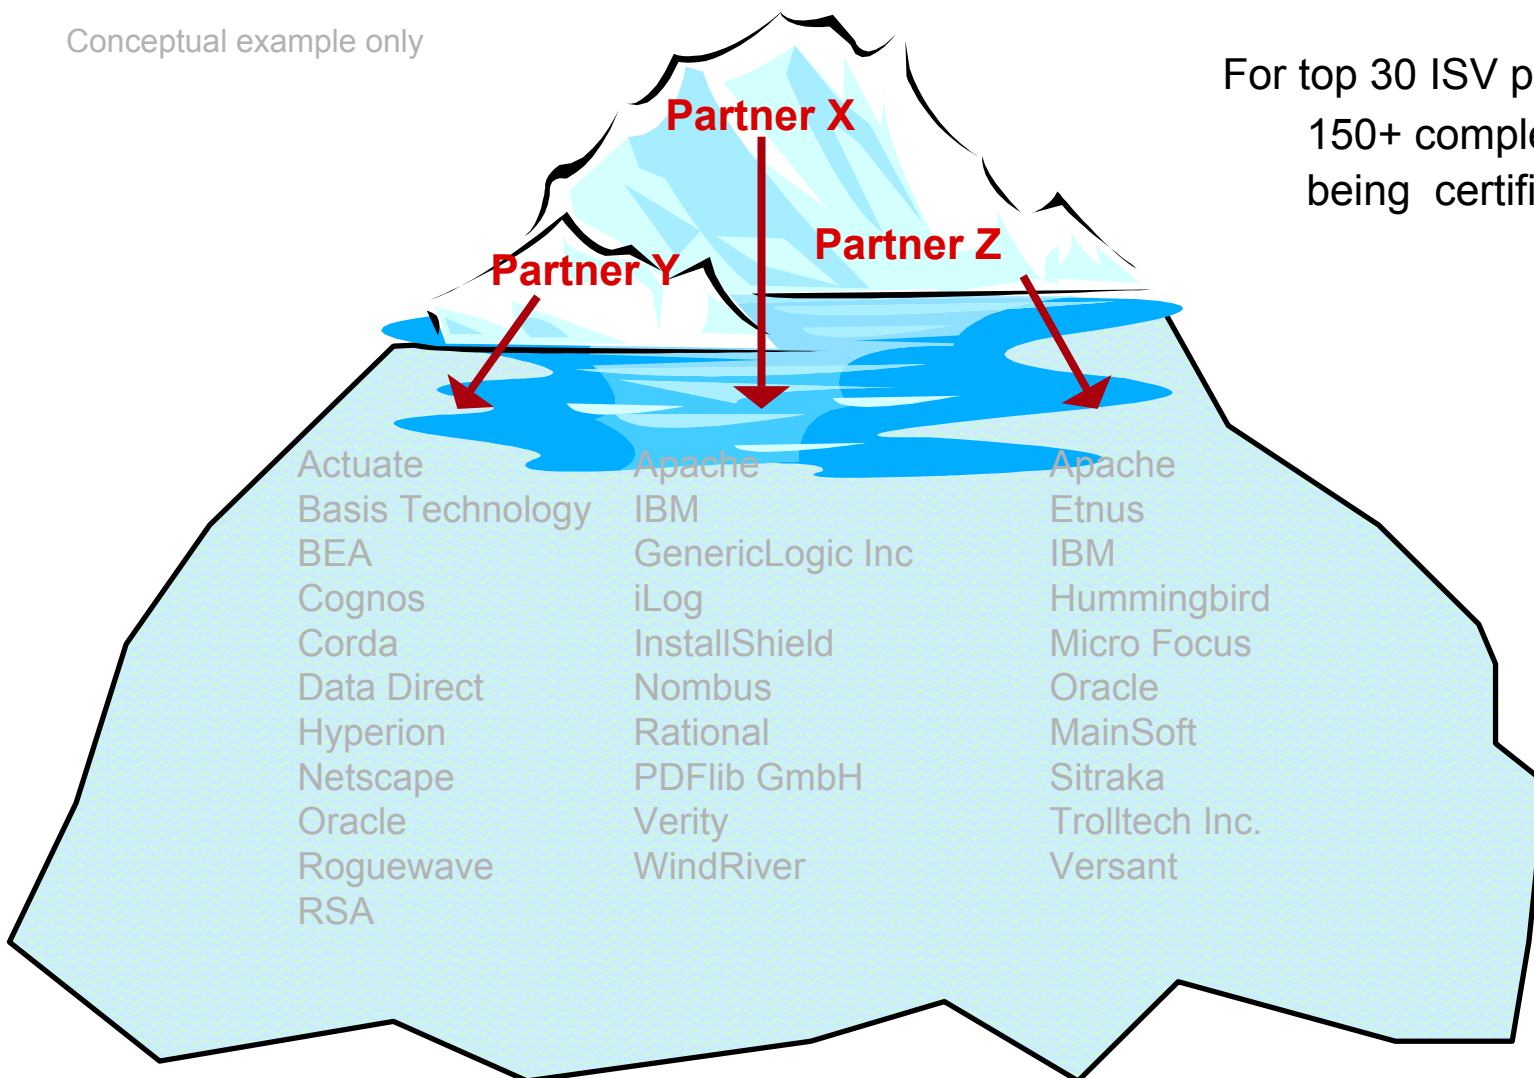 Conceptual example only
For top 30 ISV p
150+ comple
being certifi
Partner X
Partner Z
Partner Y
Actuate
Basis Technology
BEA
Cognos
Corda
Data Direct
Hyperion
Netscape
Oracle
Roguewave
RSA
Apache
IBM
GenericLogic Inc
iLog
InstallShield
Nombus
Rational
PDFlib GmbH
Verity
WindRiver
Apache
Etnus
IBM
Hummingbird
Micro Focus
Oracle
MainSoft
Sitraka
Trolltech Inc.
Versant